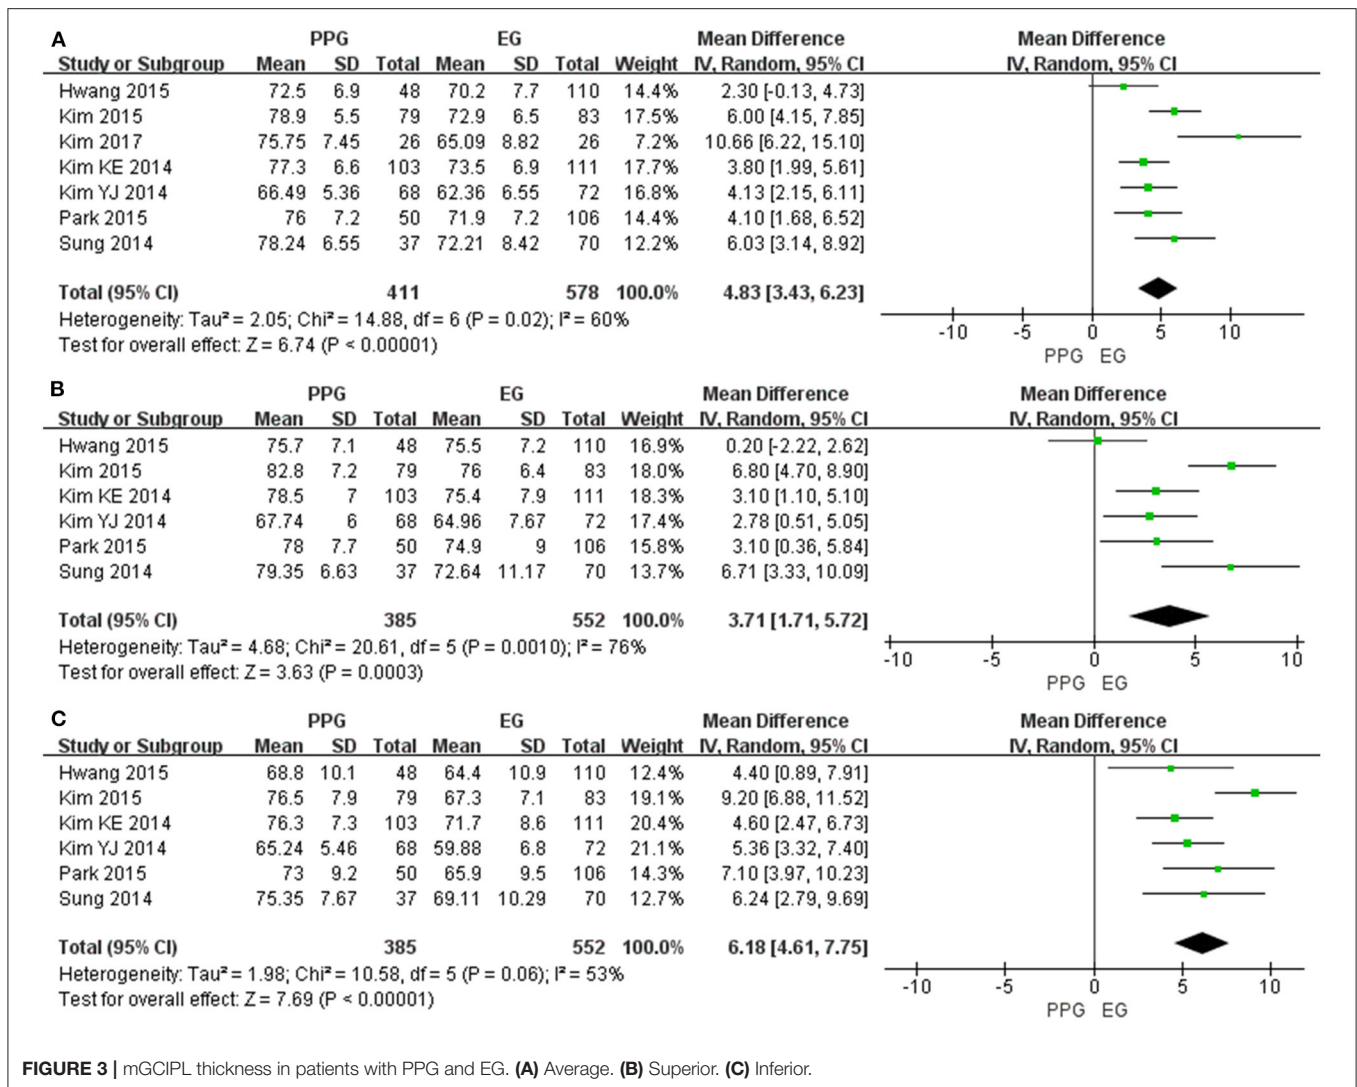 A
PPG EG Mean Difference Mean Difference
Study or Subgroup Mean SD Total Mean SD Total Weight IV, Random, 95% CI IV, Random, 95% CI
Hwang 2015 72.5 6.9 48 70.2 7.7 110 14.4% 2.30 [-0.13, 4.73]
Kim 2015 78.9 5.5 79 72.9 6.5 83 17.5% 6.00 [4.15, 7.85]
Kim 2017 75.75 7.45 26 65.09 8.82 26 7.2% 10.66 [6.22, 15.10]
Kim KE 2014 77.3 6.6 103 73.5 6.9 111 17.7% 3.80 [1.99, 5.61]
Kim YJ 2014 66.49 5.36 68 62.36 6.55 72 16.8% 4.13 [2.15, 6.11]
Park 2015 76 7.2 50 71.9 7.2 106 14.4% 4.10 [1.68, 6.52]
Sung 2014 78.24 6.55 37 72.21 8.42 70 12.2% 6.03 [3.14, 8.92]
Total (95% CI) 411 578 100.0% 4.83 [3.43, 6.23]
Heterogeneity: Tau² = 2.05; Chi² = 14.88, df = 6 (P = 0.02); I² = 60%
Test for overall effect: Z = 6.74 (P < 0.00001)
-10 -5 0 5 10
PPG EG
B
PPG EG Mean Difference Mean Difference
Study or Subgroup Mean SD Total Mean SD Total Weight IV, Random, 95% CI IV, Random, 95% CI
Hwang 2015 75.7 7.1 48 75.5 7.2 110 16.9% 0.20 [-2.22, 2.62]
Kim 2015 82.8 7.2 79 76 6.4 83 18.0% 6.80 [4.70, 8.90]
Kim KE 2014 78.5 7 103 75.4 7.9 111 18.3% 3.10 [1.10, 5.10]
Kim YJ 2014 67.74 6 68 64.96 7.67 72 17.4% 2.78 [0.51, 5.05]
Park 2015 78 7.7 50 74.9 9 106 15.8% 3.10 [0.36, 5.84]
Sung 2014 79.35 6.63 37 72.64 11.17 70 13.7% 6.71 [3.33, 10.09]
Total (95% CI) 385 552 100.0% 3.71 [1.71, 5.72]
Heterogeneity: Tau² = 4.68; Chi² = 20.61, df = 5 (P = 0.0010); I² = 76%
Test for overall effect: Z = 3.63 (P = 0.0003)
-10 -5 0 5 10
PPG EG
C
PPG EG Mean Difference Mean Difference
Study or Subgroup Mean SD Total Mean SD Total Weight IV, Random, 95% CI IV, Random, 95% CI
Hwang 2015 68.8 10.1 48 64.4 10.9 110 12.4% 4.40 [0.89, 7.91]
Kim 2015 76.5 7.9 79 67.3 7.1 83 19.1% 9.20 [6.88, 11.52]
Kim KE 2014 76.3 7.3 103 71.7 8.6 111 20.4% 4.60 [2.47, 6.73]
Kim YJ 2014 65.24 5.46 68 59.88 6.8 72 21.1% 5.36 [3.32, 7.40]
Park 2015 73 9.2 50 65.9 9.5 106 14.3% 7.10 [3.97, 10.23]
Sung 2014 75.35 7.67 37 69.11 10.29 70 12.7% 6.24 [2.79, 9.69]
Total (95% CI) 385 552 100.0% 6.18 [4.61, 7.75]
Heterogeneity: Tau² = 1.98; Chi² = 10.58, df = 5 (P = 0.06); I² = 53%
Test for overall effect: Z = 7.69 (P < 0.00001)
-10 -5 0 5 10
PPG EG
FIGURE 3 | mGCIPL thickness in patients with PPG and EG. (A) Average. (B) Superior. (C) Inferior.